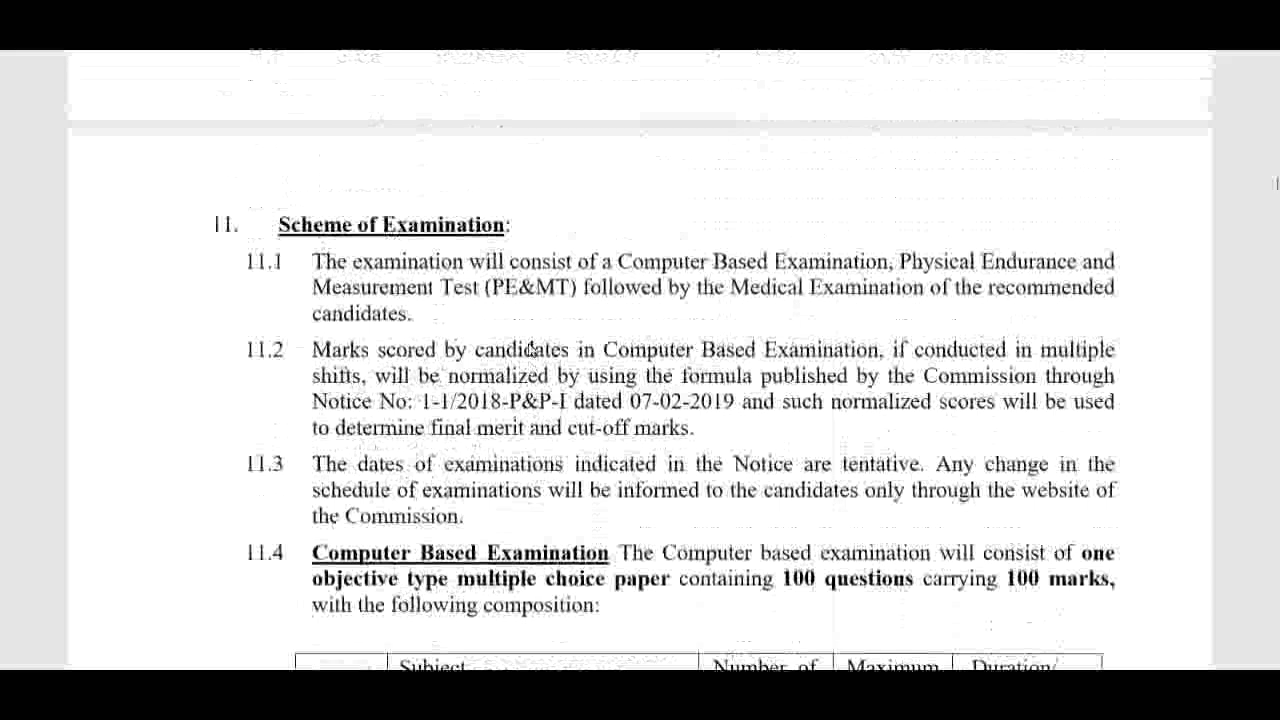 11. Scheme of Examination:
11.1 The examination will consist of a Computer Based Examination, Physical Endurance and
Measurement Test (PE&MT) followed by the Medical Examination of the recommended
candidates.
11.2 Marks scored by candidates in Computer Based Examination, if conducted in multiple
shifts, will be normalized by using the formula published by the Commission through
Notice No: 1-1/2018-P&P-I dated 07-02-2019 and such normalized scores will be used
to determine final merit and cut-off marks.
11.3 The dates of examinations indicated in the Notice are tentative. Any change in the
schedule of examinations will be informed to the candidates only through the website of
the Commission.
11.4 Computer Based Examination The Computer based examination will consist of one
objective type multiple choice paper containing 100 questions carrying 100 marks,
with the following composition:
Subject Number of Maximum Duration/